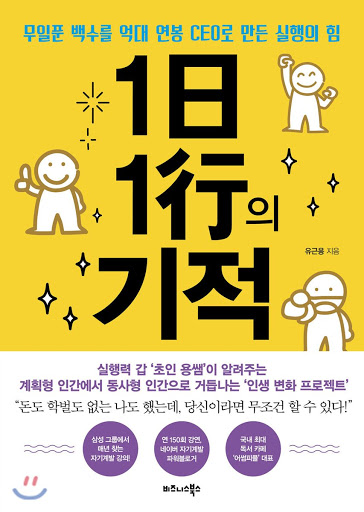 무일푼 백수를 억대 연봉 CEO로 만든 실행의 힘
1日
1行의
기적
유근용 지음
실행력 갑 ‘초인 용쌤’이 알려주는
계획형 인간에서 동사형 인간으로 거듭나는 ‘인생 변화 프로젝트’
“돈도 학벌도 없는 나도 했는데, 당신이라면 무조건 할 수 있다!”
삼성 그룹에서
매년 찾는
자기계발 강의!
연 150회 강연,
네이버 자기계발
파워블로거
국내 최대
독서 카페
‘어썸피플’ 대표
비즈니스북스